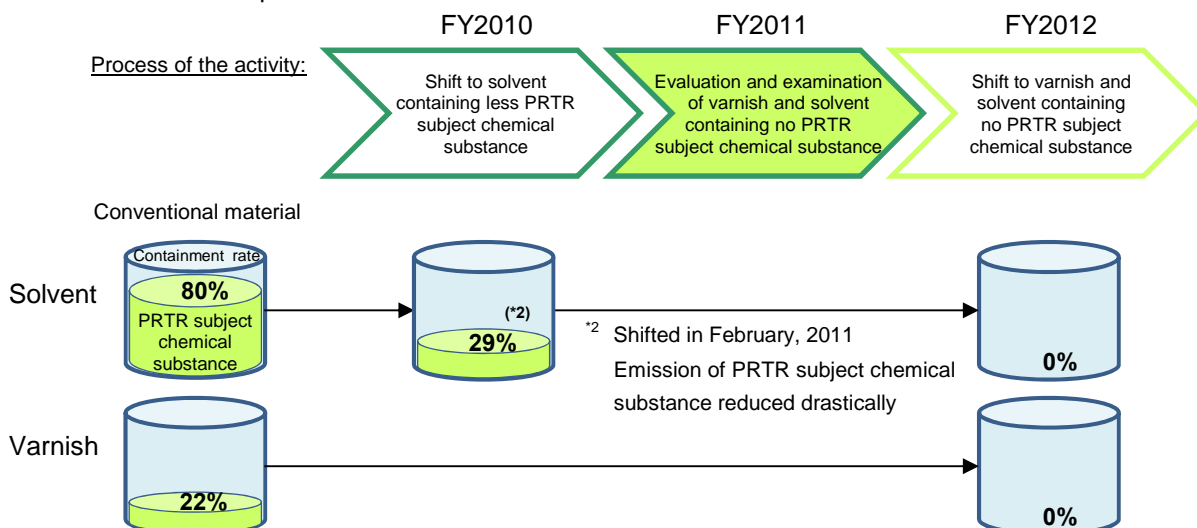 FY2010
FY2011
FY2012
Process of the activity:
Shift to solvent
containing less PRTR
subject chemical
substance
Evaluation and examination
of varnish and solvent
containing no PRTR
subject chemical substance
Shift to varnish and
solvent containing
no PRTR subject
chemical substance
Conventional material
Solvent
Containment rate
80%
PRTR subject
chemical
substance
(*2)
29%
*2 Shifted in February, 2011
Emission of PRTR subject chemical
substance reduced drastically
0%
Varnish
22%
0%